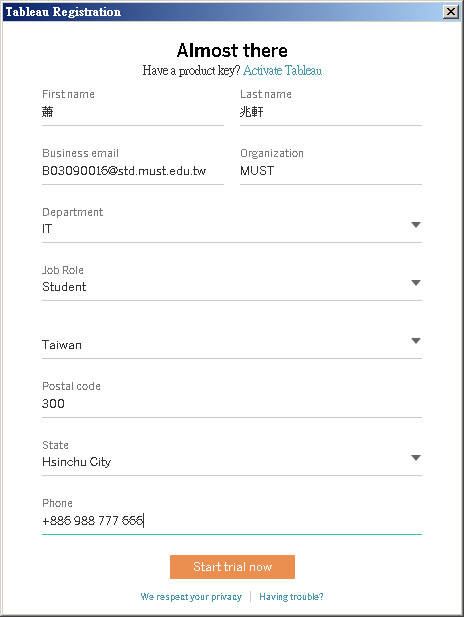 Tableau Registration
Almost there
Have a product key? Activate Tableau
First name
Last name
蕭
兆軒
Business email
Organization
B03090016@std.must.edu.tw
MUST
Department
IT
Job Role
Student
Taiwan
Postal code
300
State
Hsinchu City
Phone
+886 988 777 666
Start trial now
We respect your privacy | Having trouble?